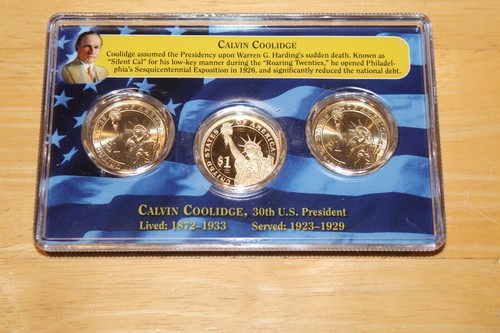 CALVIN COOLIDGE
Coolidge assumed the Presidency upon Warren G. Harding's sudden death. Known as
"Silent Cal" for his low-key manner during the "Roaring Twenties," he opened Philadel-
phia's Sesquicentennial Exposition in 1926, and significantly reduced the national debt.
UNITED STATES OF AMERICA
$1
CALVIN COOLIDGE, 30th U.S. President
Lived: 1872–1933 Served: 1923–1929